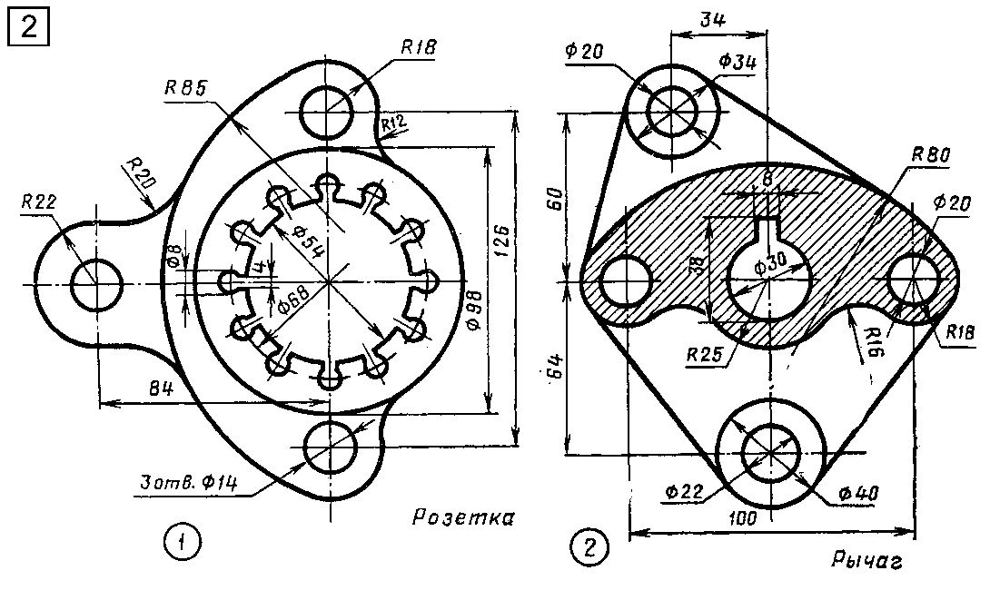 2
R18
R85
R12
R20
R22
Ф8
4
Ф54
Ф68
Ф98
126
84
3отв. Ф14
Розетка
1
34
Ф20
Ф34
R80
8
Ф20
60
38
Ф30
R25
R16
R18
64
Ф22
Ф40
100
2
Рычаг